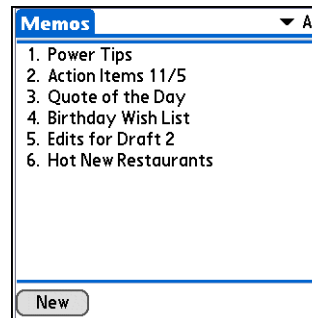 Memos
1. Power Tips
2. Action Items 11/5
3. Quote of the Day
4. Birthday Wish List
5. Edits for Draft 2
6. Hot New Restaurants
New